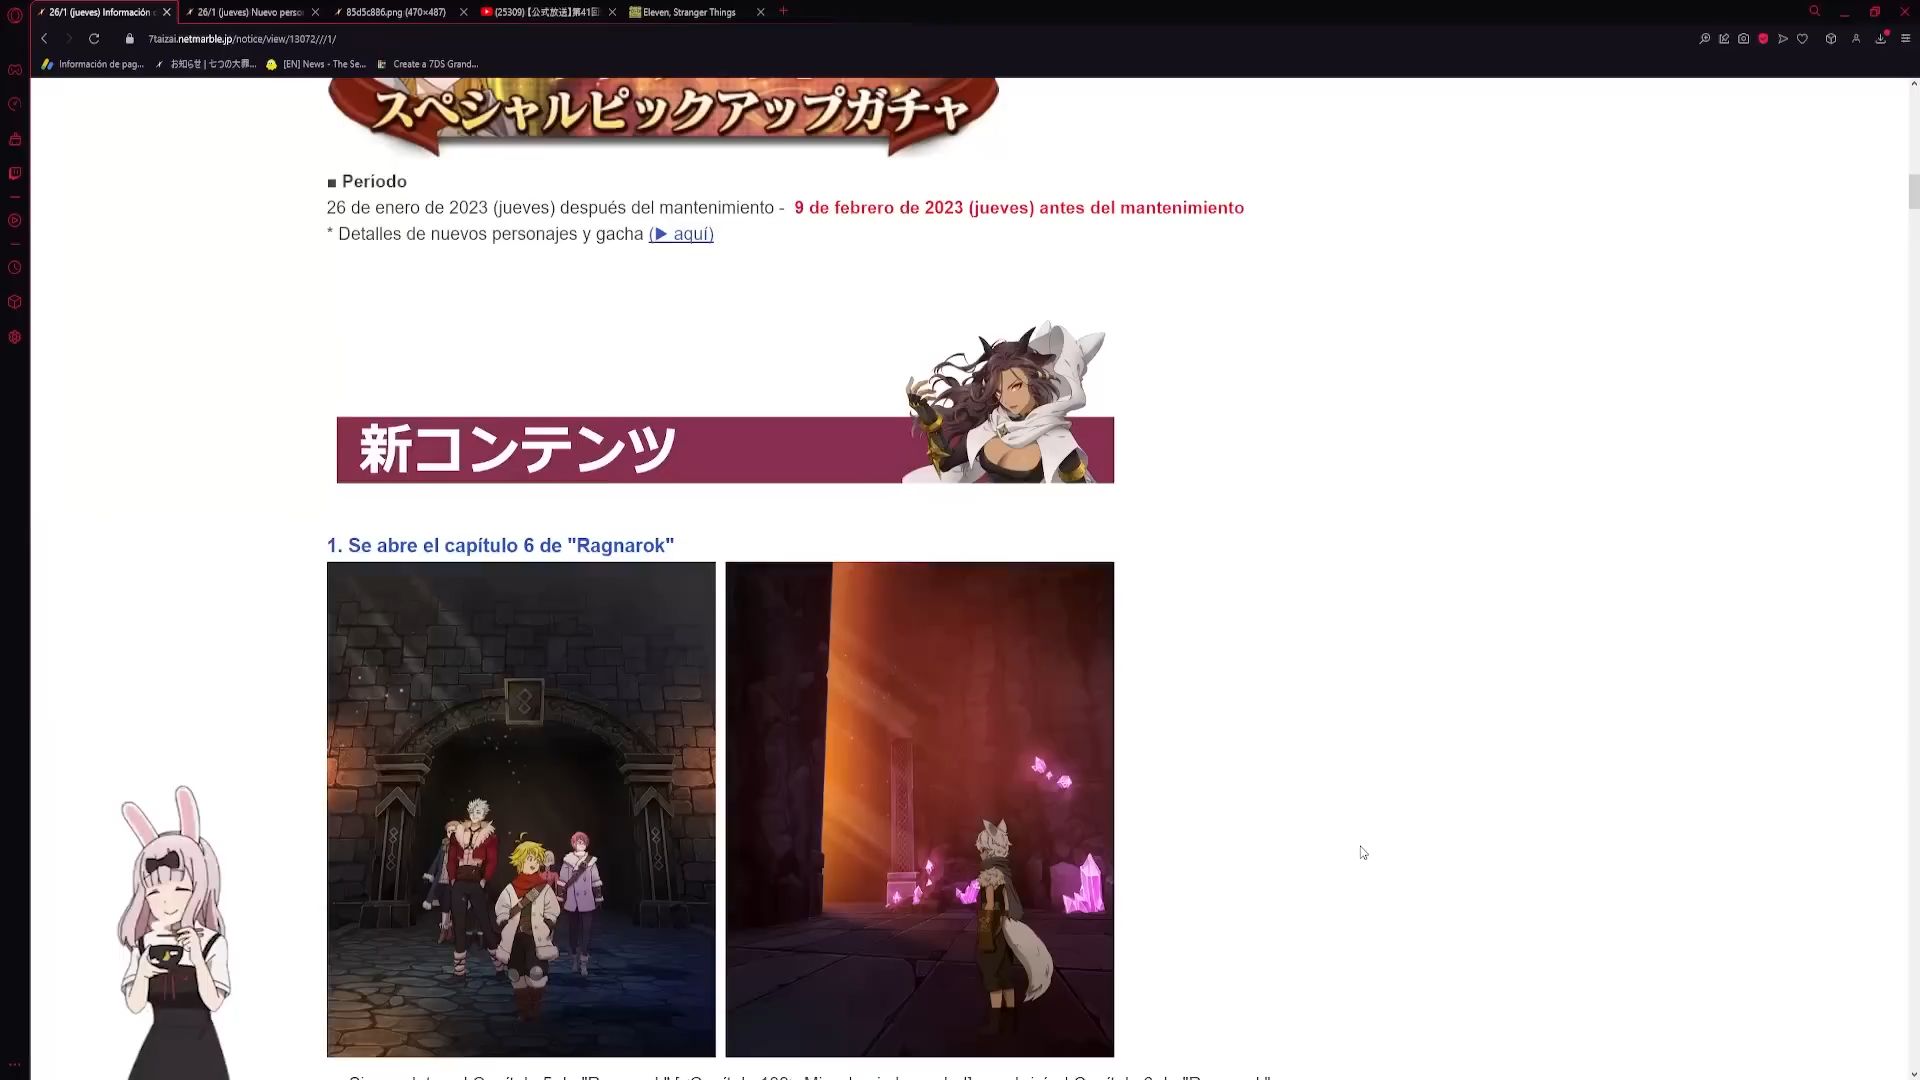 26/1 (jueves) Información
26/1 (jueves) Nuevo perso
85d5c886.png (470×487)
(25309) 【公式放送】第41回
Eleven, Stranger Things
7taizai.netmarble.jp/notice/view/13072///1/
Información de pag...
お知らせ | 七つの大罪...
[EN] News - The Se...
Create a 7DS Grand...
スペシャルピックアップガチャ
■ Periodo
26 de enero de 2023 (jueves) después del mantenimiento - 9 de febrero de 2023 (jueves) antes del mantenimiento
* Detalles de nuevos personajes y gacha (▶ aquí)
新コンテンツ
1. Se abre el capítulo 6 de "Ragnarok"